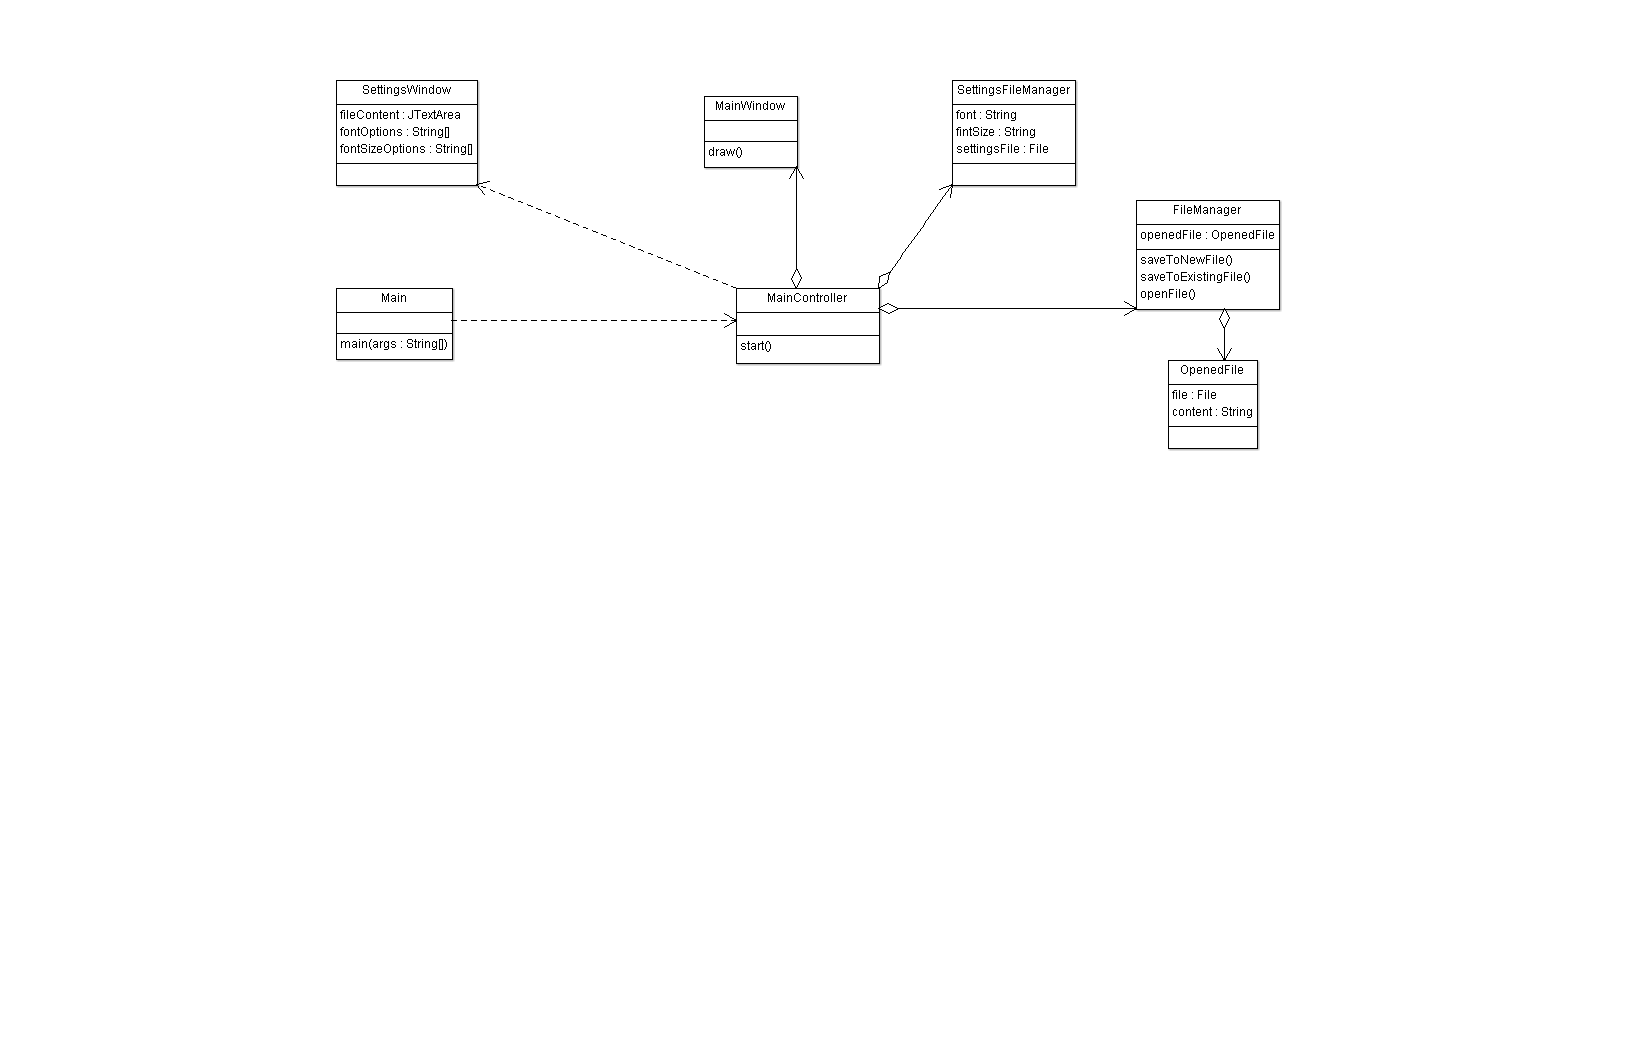 SettingsWindow
fileContent : JTextArea
fontOptions : String[]
fontSizeOptions : String[]
MainWindow
draw()
SettingsFileManager
font : String
fintSize : String
settingsFile : File
FileManager
openedFile : OpenedFile
saveToNewFile()
saveToExistingFile()
openFile()
Main
main(args : String[])
MainController
start()
OpenedFile
file : File
content : String